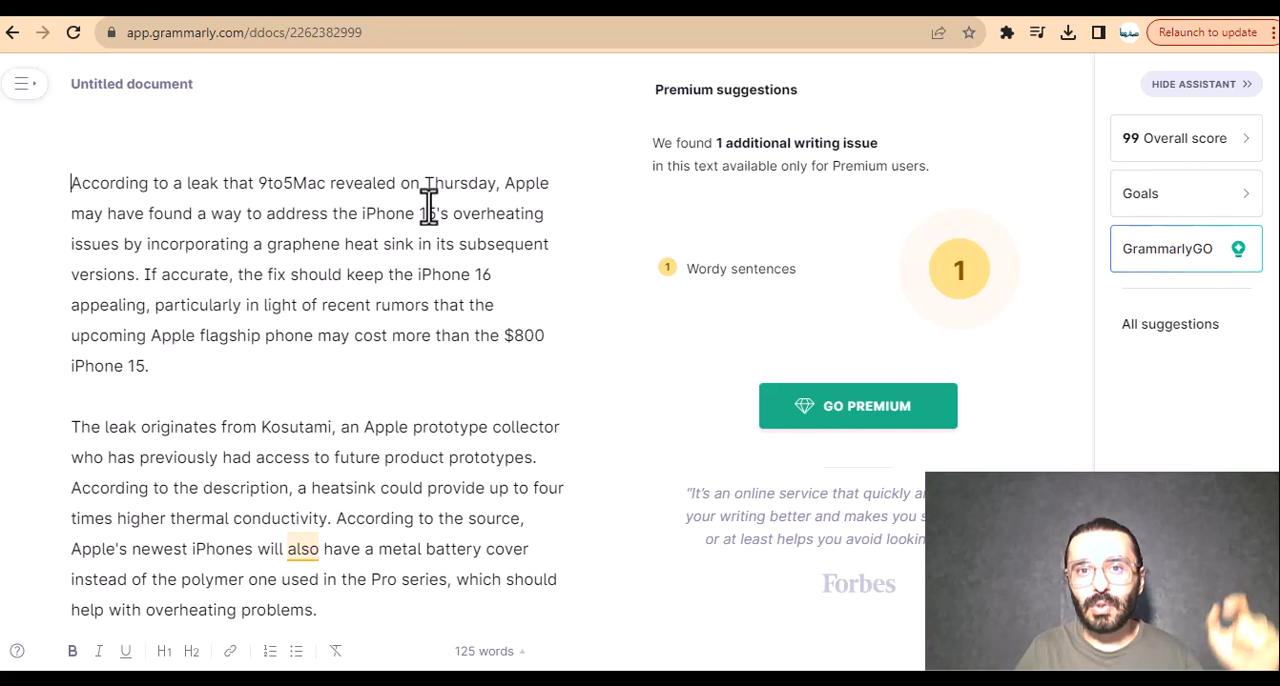 app.grammarly.com/ddocs/2262382999
Relaunch to update
Untitled document
According to a leak that 9to5Mac revealed on Thursday, Apple
may have found a way to address the iPhone 15's overheating
issues by incorporating a graphene heat sink in its subsequent
versions. If accurate, the fix should keep the iPhone 16
appealing, particularly in light of recent rumors that the
upcoming Apple flagship phone may cost more than the $800
iPhone 15.
The leak originates from Kosutami, an Apple prototype collector
who has previously had access to future product prototypes.
According to the description, a heatsink could provide up to four
times higher thermal conductivity. According to the source,
Apple's newest iPhones will also have a metal battery cover
instead of the polymer one used in the Pro series, which should
help with overheating problems.
B I U H1 H2
125 words
Premium suggestions
We found 1 additional writing issue
in this text available only for Premium users.
1 Wordy sentences
1
GO PREMIUM
"It's an online service that quickly
your writing better and makes you
or at least helps you avoid
Forbes
HIDE ASSISTANT
99 Overall score
Goals
GrammarlyGO
All suggestions